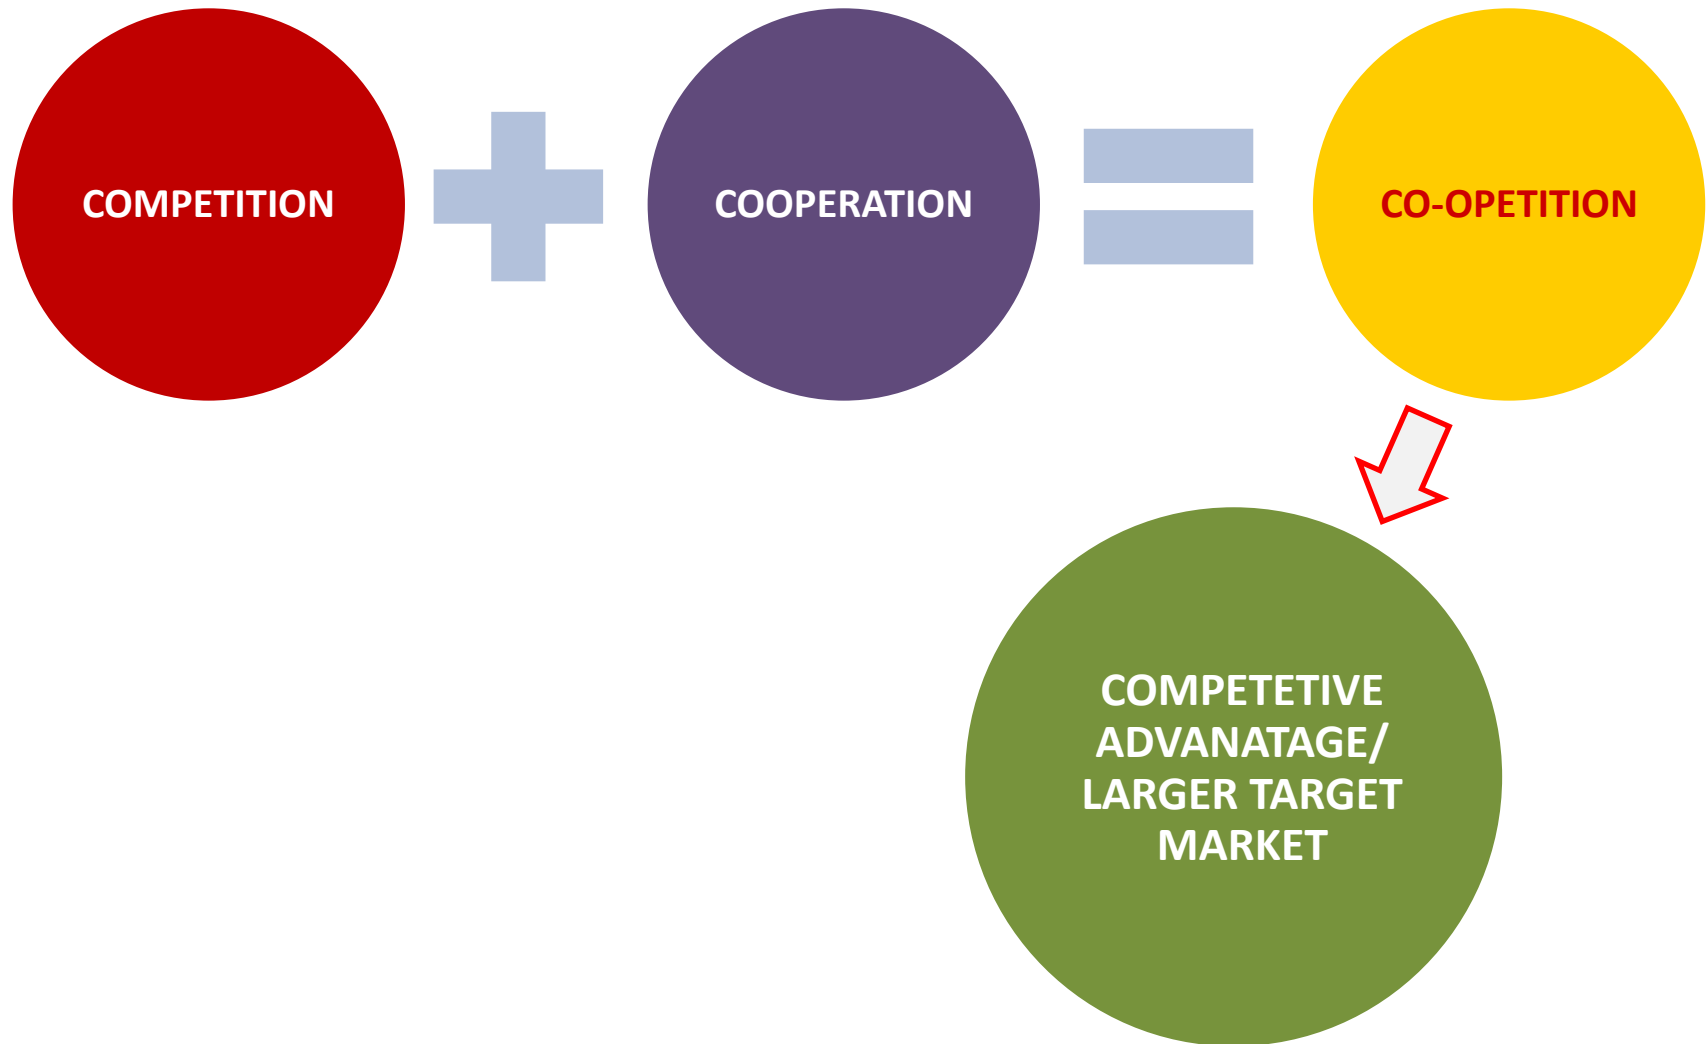 COMPETITION
COOPERATION
CO-OPETITION
COMPETETIVE
ADVANATAGE/
LARGER TARGET
MARKET